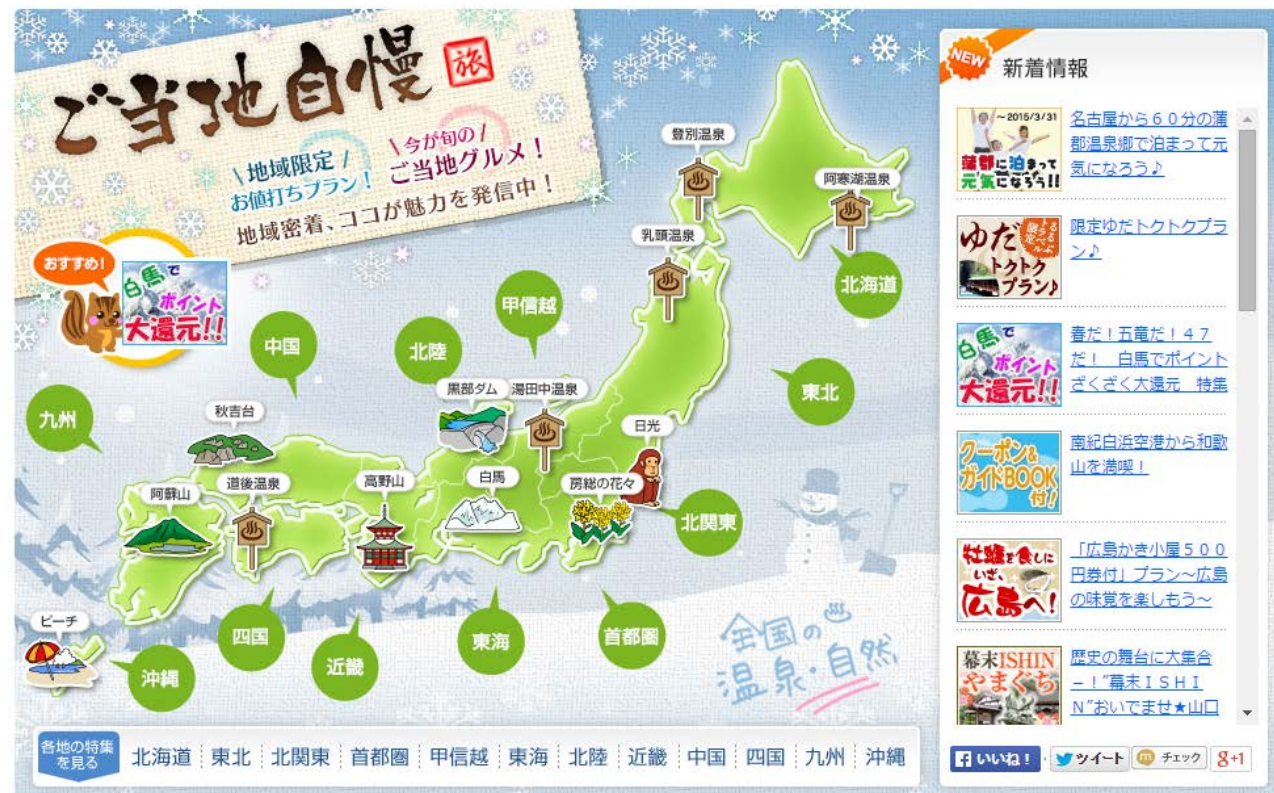 ご当地自慢 旅
\地域限定/
お値打ちプラン！
\今が旬の/
ご当地グルメ！
地域密着、ココが魅力を発信中！
おすすめ！
白馬で
ポイント
大還元!!
登別温泉
阿寒湖温泉
乳頭温泉
北海道
甲信越
中国
北陸
東北
九州
黒部ダム
湯田中温泉
秋吉台
日光
阿蘇山
道後温泉
高野山
白馬
房総の花々
北関東
ビーチ
四国
近畿
東海
首都圏
沖縄
全国の
温泉・自然
各地の特集
を見る
北海道 東北 北関東 首都圏 甲信越 東海 北陸 近畿 中国 四国 九州 沖縄
NEW 新着情報
～2015/3/31
蒲郡に泊まって
元気になろう!!
名古屋から６０分の蒲
郡温泉郷で泊まって元
気になろう♪
ゆだ
トクトク
プラン♪
限定ゆだトクトクプラ
ン♪
白馬で
ポイント
大還元!!
春だ！五竜だ！４７
だ！　白馬でポイント
ざくざく大還元　特集
クーポン&
ガイドBOOK
付!
南紀白浜空港から和歌
山を満喫！
牡蠣を食しに
いざ、
広島へ!
「広島かき小屋５００
円券付」プラン～広島
の味覚を楽しもう～
幕末ISHIN
やまぐち
歴史の舞台に大集合
－！”幕末ＩＳＨＩ
Ｎ”おいでませ★山口
いいね！
ツイート
チェック
g+1